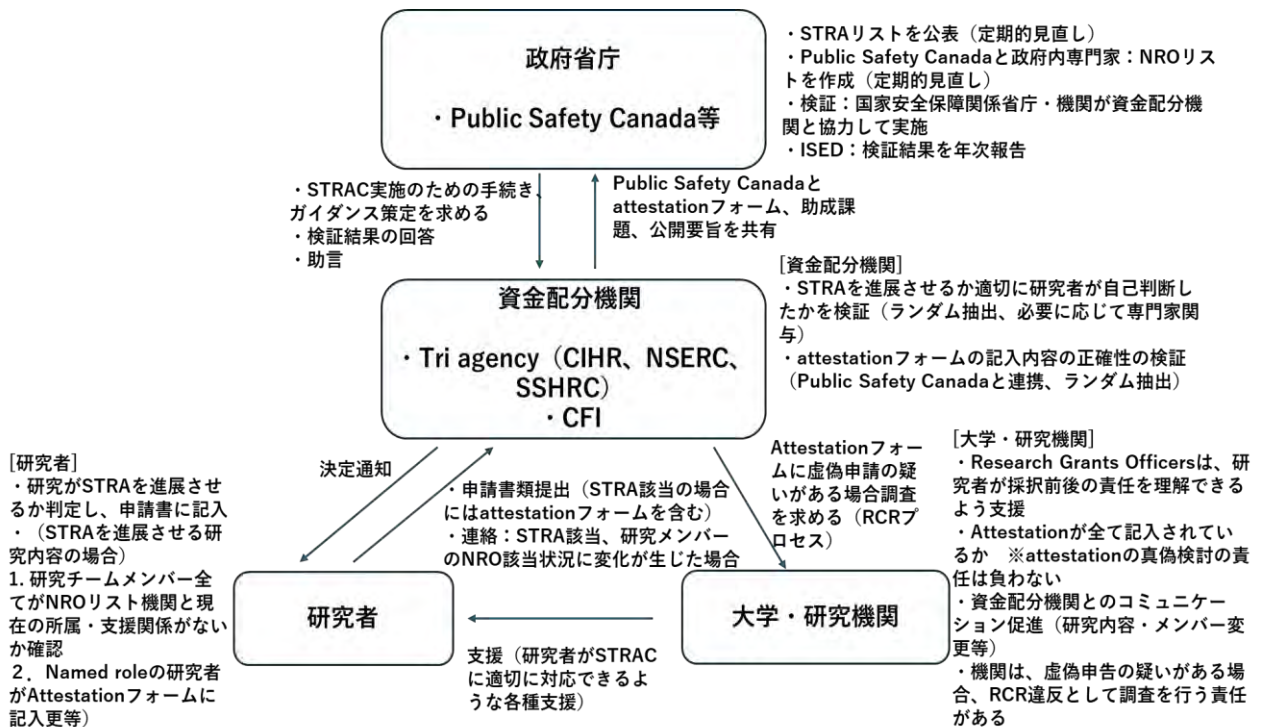 政府省庁
・Public Safety Canada等
・STRAリストを公表（定期的見直し）
・Public Safety Canadaと政府内専門家：NROリス
トを作成（定期的見直し）
・検証：国家安全保障関係省庁・機関が資金配分機
関と協力して実施
・ISED：検証結果を年次報告
・STRAC実施のための手続き、
ガイダンス策定を求める
・検証結果の回答
・助言
Public Safety Canadaと
attestationフォーム、助成課
題、公開要旨を共有
資金配分機関
・Tri agency（CIHR、NSERC、
SSHRC）
・CFI
[資金配分機関]
・STRAを進展させるか適切に研究者が自己判断し
たかを検証（ランダム抽出、必要に応じて専門家関
与）
・attestationフォームの記入内容の正確性の検証
（Public Safety Canadaと連携、ランダム抽出）
[研究者]
・研究がSTRAを進展させ
るか判定し、申請書に記入
・（STRAを進展させる研
究内容の場合）
1. 研究チームメンバー全
てがNROリスト機関と現
在の所属・支援関係がない
か確認
２．Named roleの研究者
がAttestationフォームに
記入更等）
決定通知
・申請書類提出（STRA該当の場合
にはattestationフォームを含む）
・連絡：STRA該当、研究メンバー
のNRO該当状況に変化が生じた場合
Attestationフォー
ムに虚偽申請の疑
いがある場合調査
を求める（RCRプ
ロセス）
[大学・研究機関]
・Research Grants Officersは、研
究者が採択前後の責任を理解できる
よう支援
・Attestationが全て記入されてい
るか　※attestationの真偽検討の責
任は負わない
・資金配分機関とのコミュニケー
ション促進（研究内容・メンバー変
更等）
・機関は、虚偽申告の疑いがある場
合、RCR違反として調査を行う責任
がある
研究者
大学・研究機関
支援（研究者がSTRAC
に適切に対応できるよ
うな各種支援）